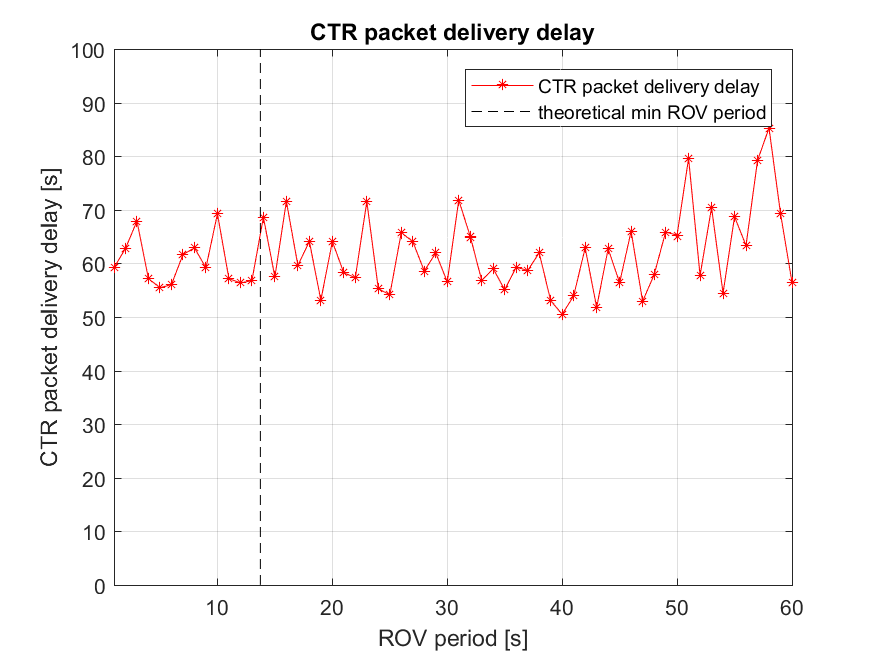 CTR packet delivery delay
CTR packet delivery delay
theoretical min ROV period
CTR packet delivery delay [s]
100
90
80
70
60
50
40
30
20
10
0
10 20 30 40 50 60
ROV period [s]